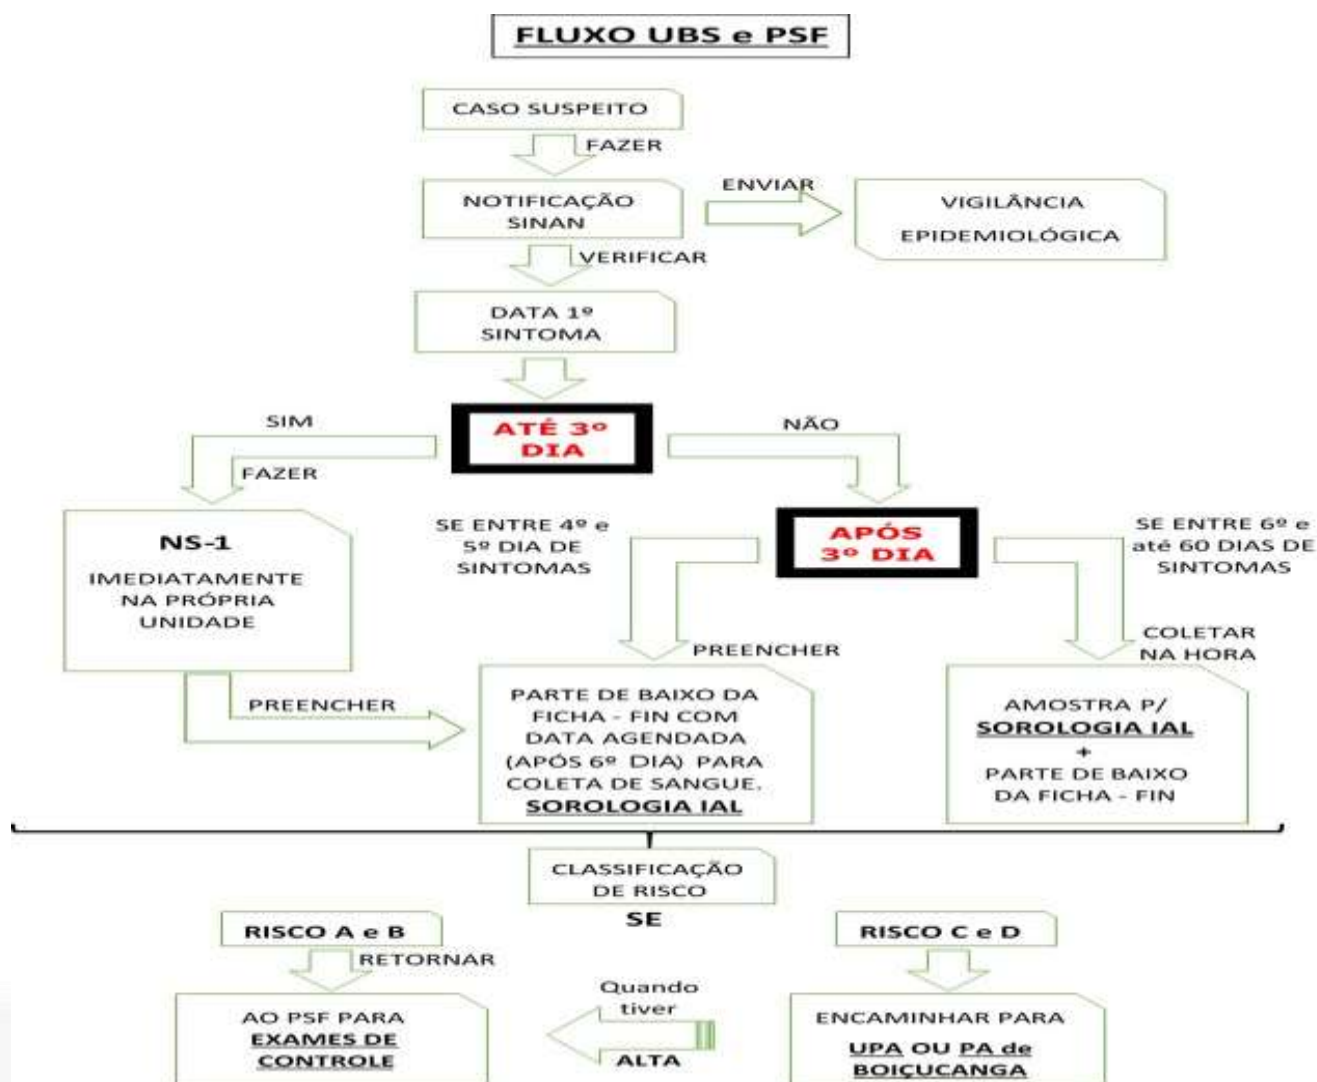 FLUXO UBS e PSF
CASO SUSPEITO
FAZER
NOTIFICAÇÃO
SINAN
ENVIAR
VIGILÂNCIA
EPIDEMIOLÓGICA
VERIFICAR
DATA 1º
SINTOMA
ATÉ 3º
DIA
SIM
FAZER
NÃO
NS-1
IMEDIATAMENTE
NA PRÓPRIA
UNIDADE
APÓS
3º DIA
SE ENTRE 4º e
5º DIA DE
SINTOMAS
SE ENTRE 6º e
até 60 DIAS DE
SINTOMAS
PREENCHER
COLETAR
NA HORA
PREENCHER
PARTE DE BAIXO DA
FICHA - FIN COM
DATA AGENDADA
(APÓS 6º DIA) PARA
COLETA DE SANGUE.
SOROLOGIA IAL
AMOSTRA P/
SOROLOGIA IAL
+
PARTE DE BAIXO
DA FICHA - FIN
CLASSIFICAÇÃO
DE RISCO
SE
RISCO A e B
RETORNAR
AO PSF PARA
EXAMES DE
CONTROLE
RISCO C e D
ENCAMINHAR PARA
UPA OU PA de
BOIÇUCANGA
Quando
tiver
ALTA